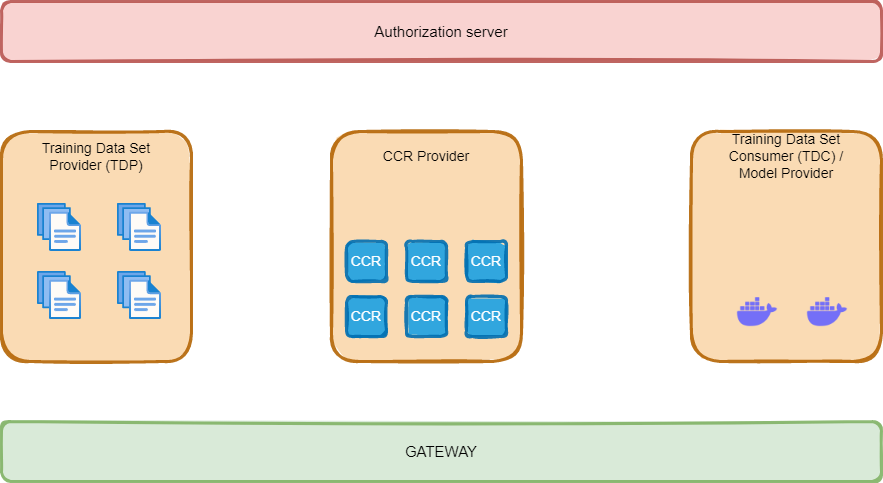 Authorization server
Training Data Set
Provider (TDP)
CCR Provider
CCR
CCR
CCR
CCR
CCR
CCR
Training Data Set
Consumer (TDC) /
Model Provider
GATEWAY